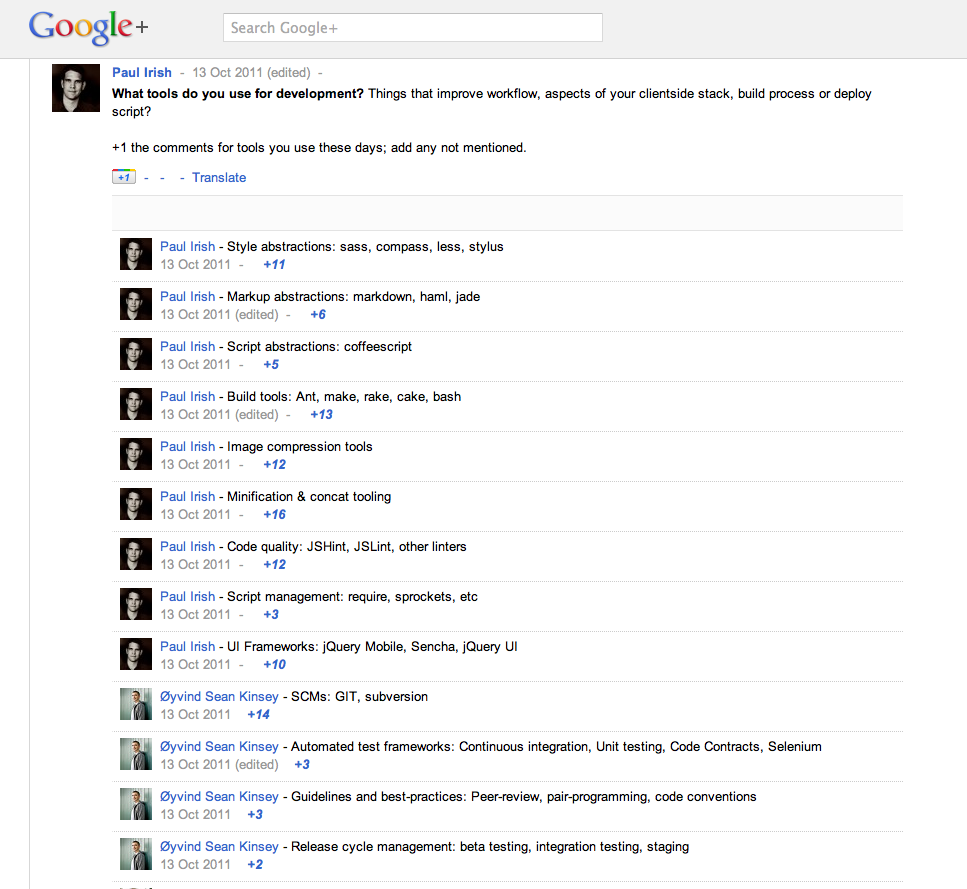 Google+
Search Google+
Paul Irish - 13 Oct 2011 (edited) -
What tools do you use for development? Things that improve workflow, aspects of your clientside stack, build process or deploy
script?
+1 the comments for tools you use these days; add any not mentioned.
+1 - - - Translate
Paul Irish - Style abstractions: sass, compass, less, stylus
13 Oct 2011 - +11
Paul Irish - Markup abstractions: markdown, haml, jade
13 Oct 2011 (edited) - +6
Paul Irish - Script abstractions: coffeescript
13 Oct 2011 - +5
Paul Irish - Build tools: Ant, make, rake, cake, bash
13 Oct 2011 (edited) - +13
Paul Irish - Image compression tools
13 Oct 2011 - +12
Paul Irish - Minification & concat tooling
13 Oct 2011 - +16
Paul Irish - Code quality: JSHint, JSLint, other linters
13 Oct 2011 - +12
Paul Irish - Script management: require, sprockets, etc
13 Oct 2011 - +3
Paul Irish - UI Frameworks: jQuery Mobile, Sencha, jQuery UI
13 Oct 2011 - +10
Øyvind Sean Kinsey - SCMs: GIT, subversion
13 Oct 2011 +14
Øyvind Sean Kinsey - Automated test frameworks: Continuous integration, Unit testing, Code Contracts, Selenium
13 Oct 2011 (edited) +3
Øyvind Sean Kinsey - Guidelines and best-practices: Peer-review, pair-programming, code conventions
13 Oct 2011 +3
Øyvind Sean Kinsey - Release cycle management: beta testing, integration testing, staging
13 Oct 2011 +2